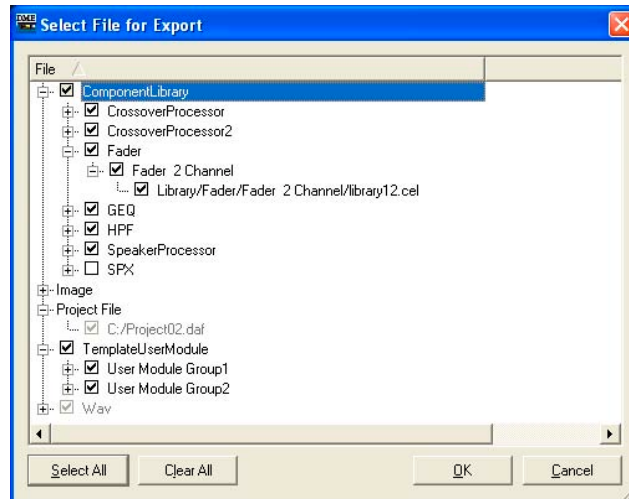 DME
Select File for Export
File
ComponentLibrary
CrossoverProcessor
CrossoverProcessor2
Fader
Fader 2 Channel
Library/Fader/Fader 2 Channel/library12.cel
GEQ
HPF
SpeakerProcessor
SPX
Image
Project File
C:/Project02.daf
TemplateUserModule
User Module Group1
User Module Group2
Wav
Select All Clear All OK Cancel